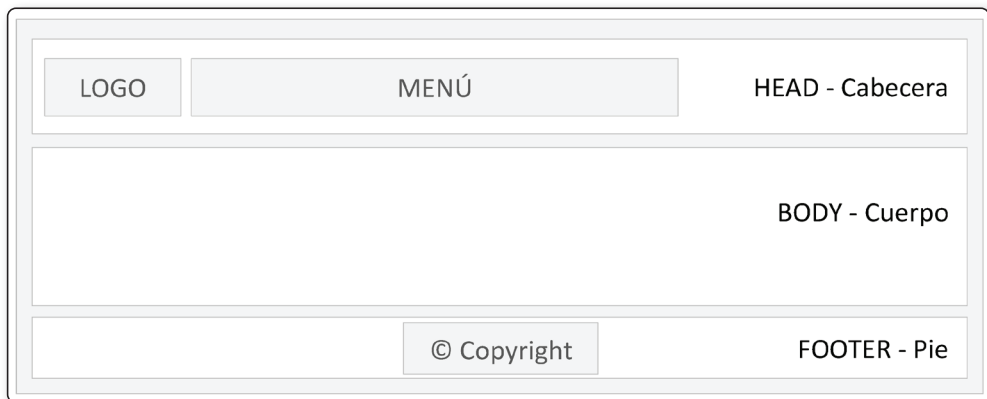 LOGO
MENÚ
HEAD - Cabecera
BODY - Cuerpo
© Copyright
FOOTER - Pie